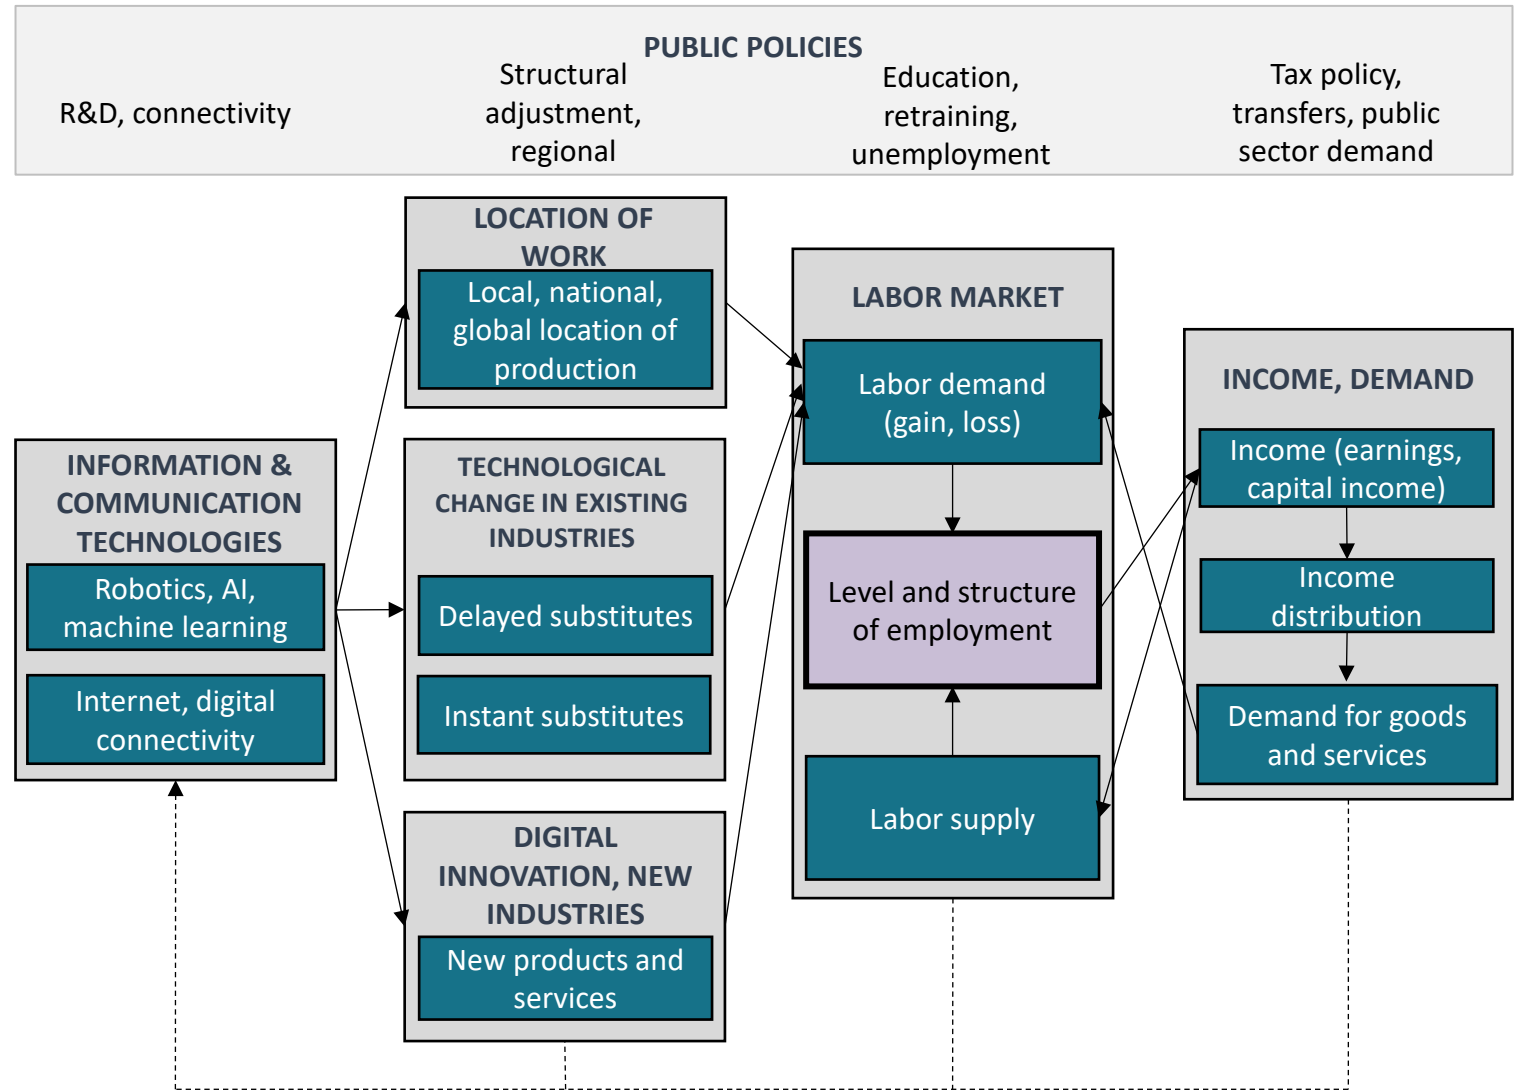 PUBLIC POLICIES
R&D, connectivity
Structural
adjustment,
regional
Education,
retraining,
unemployment
Tax policy,
transfers, public
sector demand
INFORMATION &
COMMUNICATION
TECHNOLOGIES
Robotics, AI,
machine learning
Internet, digital
connectivity
LOCATION OF
WORK
Local, national,
global location of
production
TECHNOLOGICAL
CHANGE IN EXISTING
INDUSTRIES
Delayed substitutes
Instant substitutes
DIGITAL
INNOVATION, NEW
INDUSTRIES
New products and
services
LABOR MARKET
Labor demand
(gain, loss)
Level and structure
of employment
Labor supply
INCOME, DEMAND
Income (earnings,
capital income)
Income
distribution
Demand for goods
and services